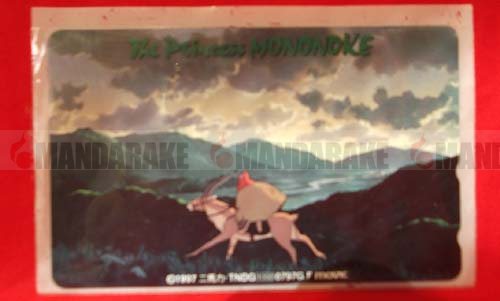 The PRincess MONONOKE
MANDARAKE MANDARAKE MANDARAKE
©1997 二馬力・TNDG